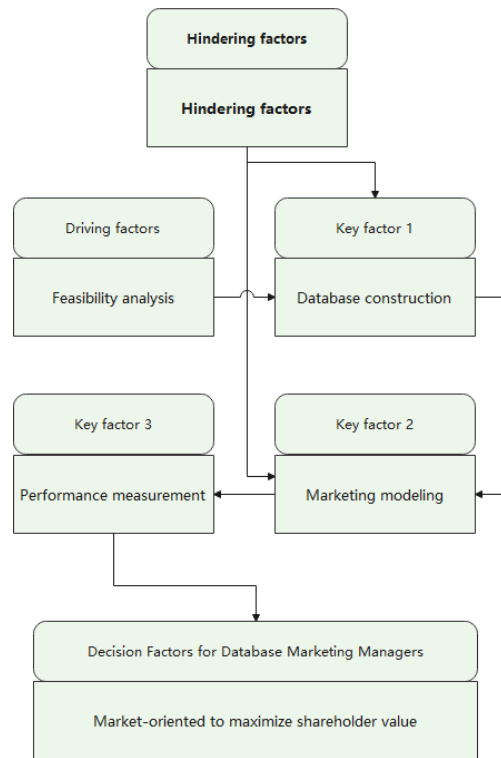 Hindering factors
Hindering factors
Driving factors
Key factor 1
Feasibility analysis
Database construction
Key factor 3
Key factor 2
Performance measurement
Marketing modeling
Decision Factors for Database Marketing Managers
Market-oriented to maximize shareholder value